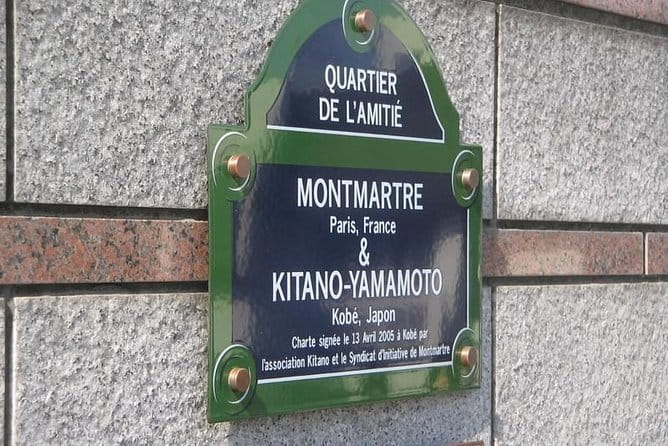 QUARTIER
DE L'AMITIÉ
MONTMARTRE
Paris, France
&
KITANO-YAMAMOTO
Kobé, Japon
Charte signée le 13 Avril 2005 à Kobé par
l'association Kitano et le Syndicat d'Initiative de Montmartre